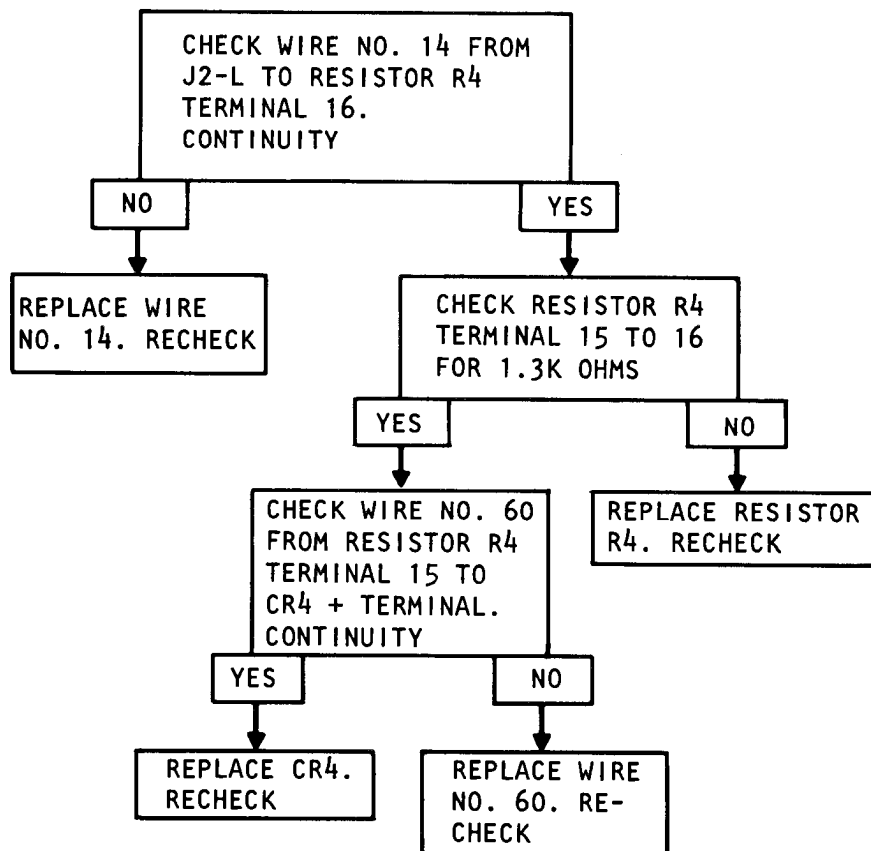 CHECK WIRE NO. 14 FROM
J2-L TO RESISTOR R4
TERMINAL 16.
CONTINUITY
NO
YES
REPLACE WIRE
NO. 14. RECHECK
CHECK RESISTOR R4
TERMINAL 15 TO 16
FOR 1.3K OHMS
YES
NO
CHECK WIRE NO. 60
FROM RESISTOR R4
TERMINAL 15 TO
CR4 + TERMINAL.
CONTINUITY
REPLACE RESISTOR
R4. RECHECK
YES
NO
REPLACE CR4.
RECHECK
REPLACE WIRE
NO. 60. RE-
CHECK